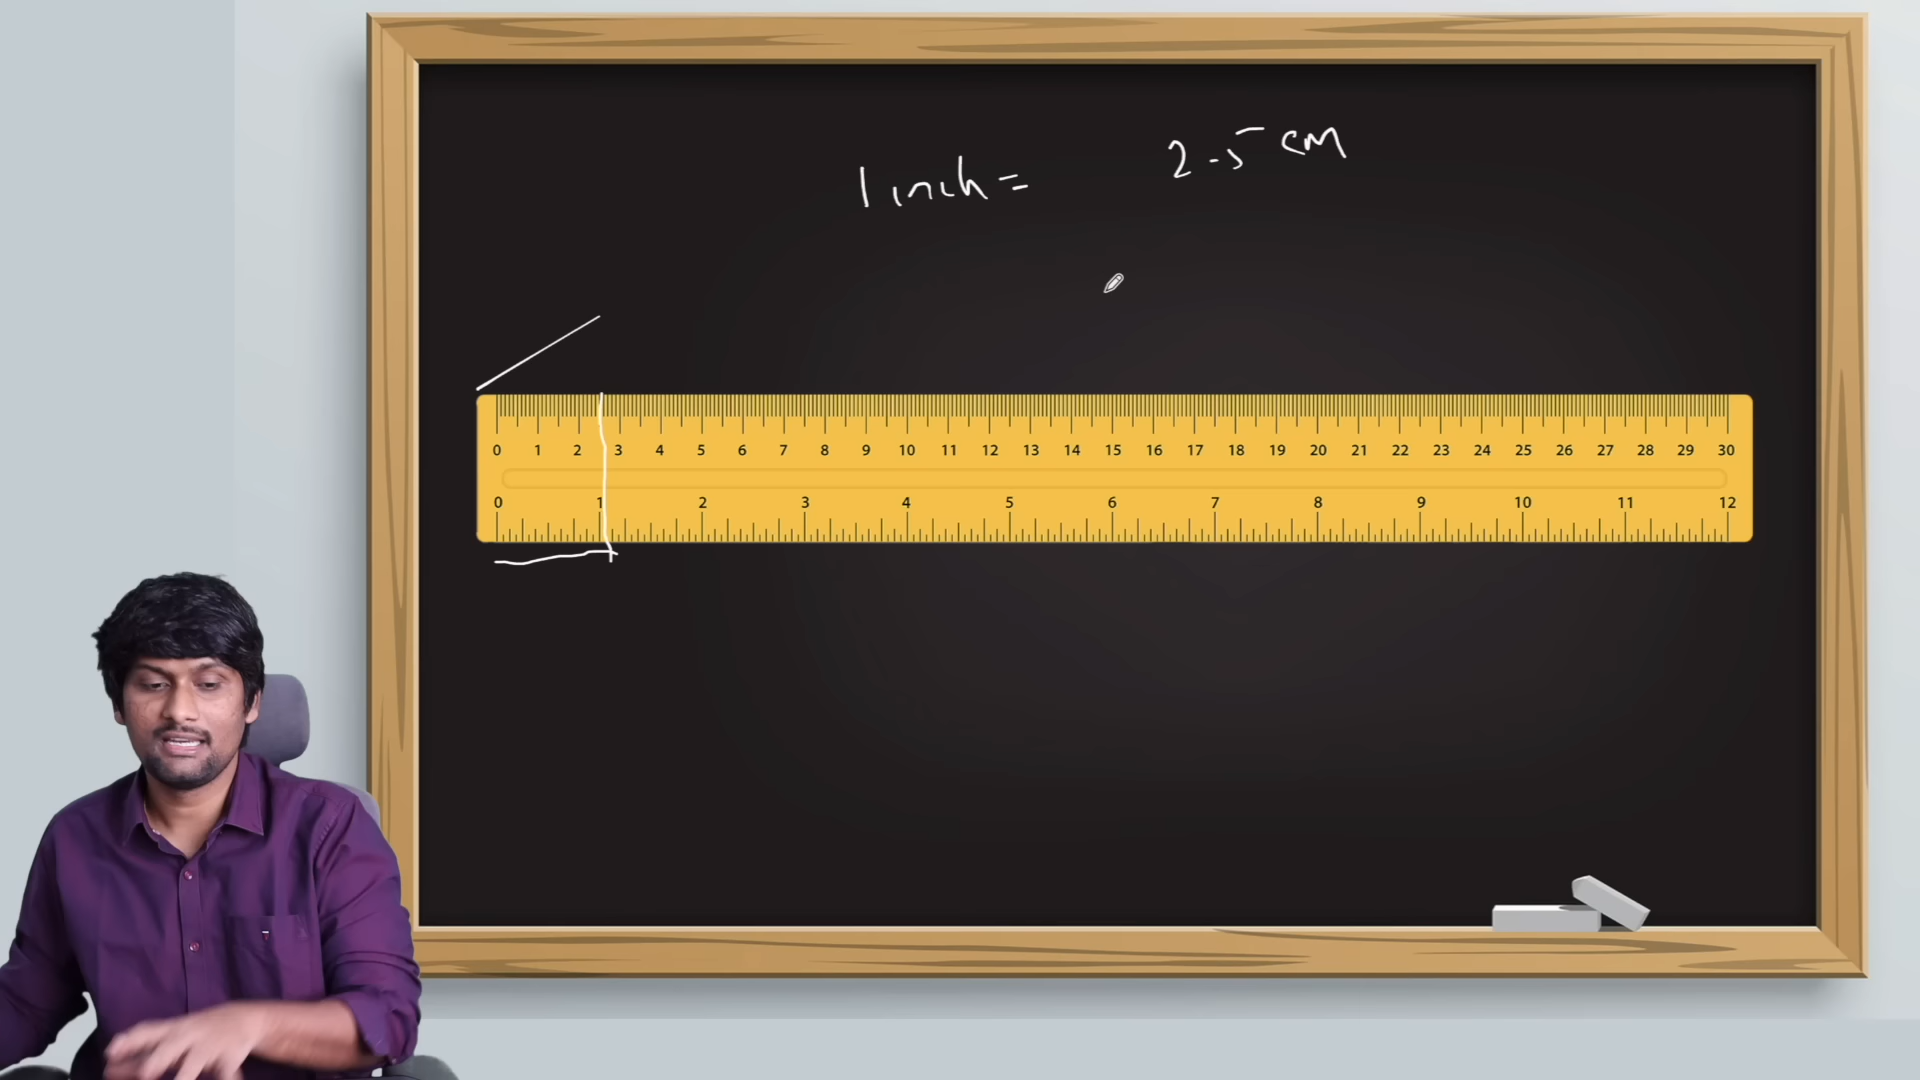 1 inch = 2.5 cm
0 1 2 3 4 5 6 7 8 9 10 11 12 13 14 15 16 17 18 19 20 21 22 23 24 25 26 27 28 29 30
0 1 2 3 4 5 6 7 8 9 10 11 12